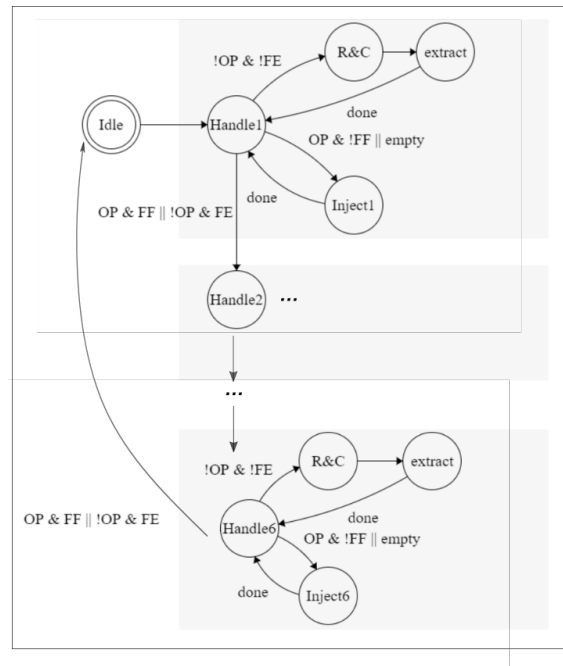 R&C
extract
!OP & !FE
done
Idle
Handle1
OP & !FF || empty
done
Inject1
OP & FF || !OP & FE
Handle2
...
...
R&C
extract
!OP & !FE
done
Handle6
OP & !FF || empty
OP & FF || !OP & FE
done
Inject6